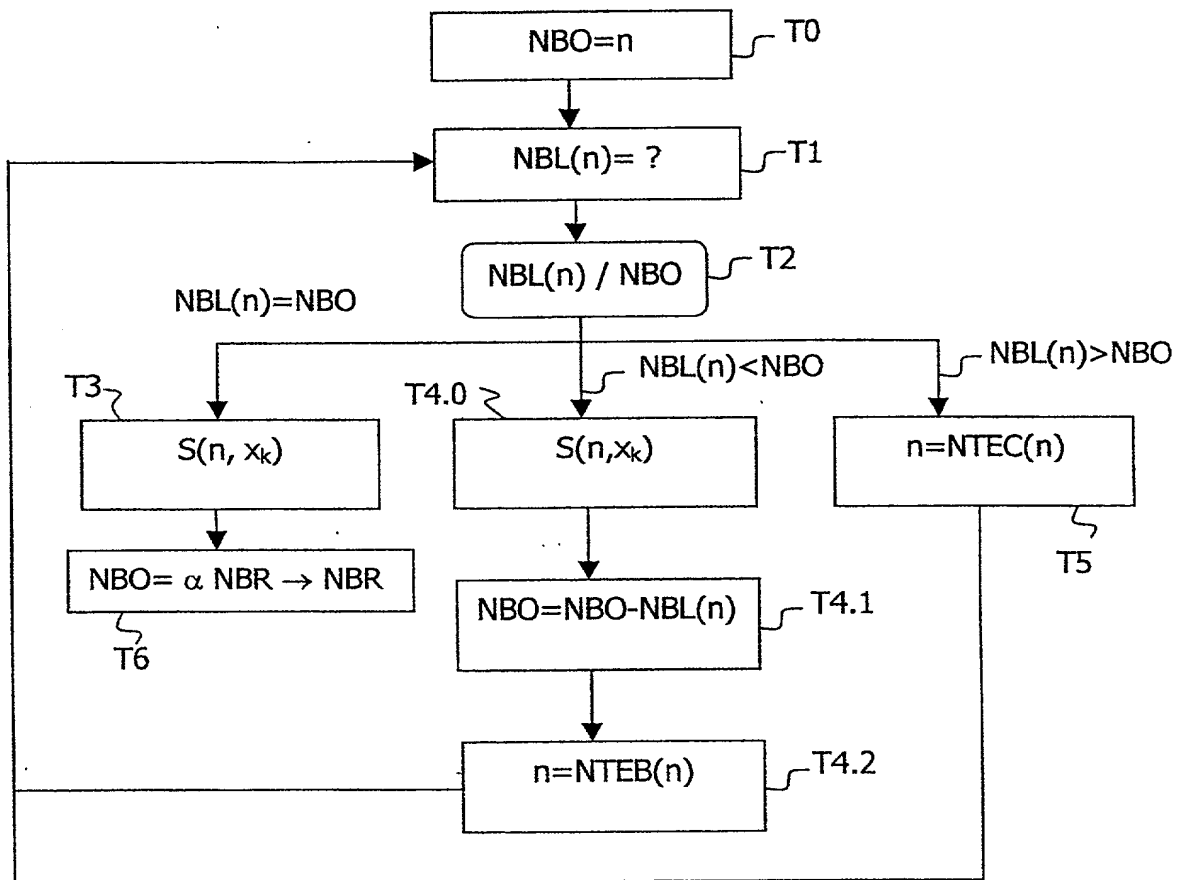 NBO=n
T0
NBL(n)= ?
T1
NBL(n) / NBO
T2
NBL(n)=NBO
NBL(n)<NBO
NBL(n)>NBO
T3
T4.0
S(n, xₖ)
S(n,xₖ)
n=NTEC(n)
T5
NBO= α NBR → NBR
T6
NBO=NBO-NBL(n)
T4.1
n=NTEB(n)
T4.2